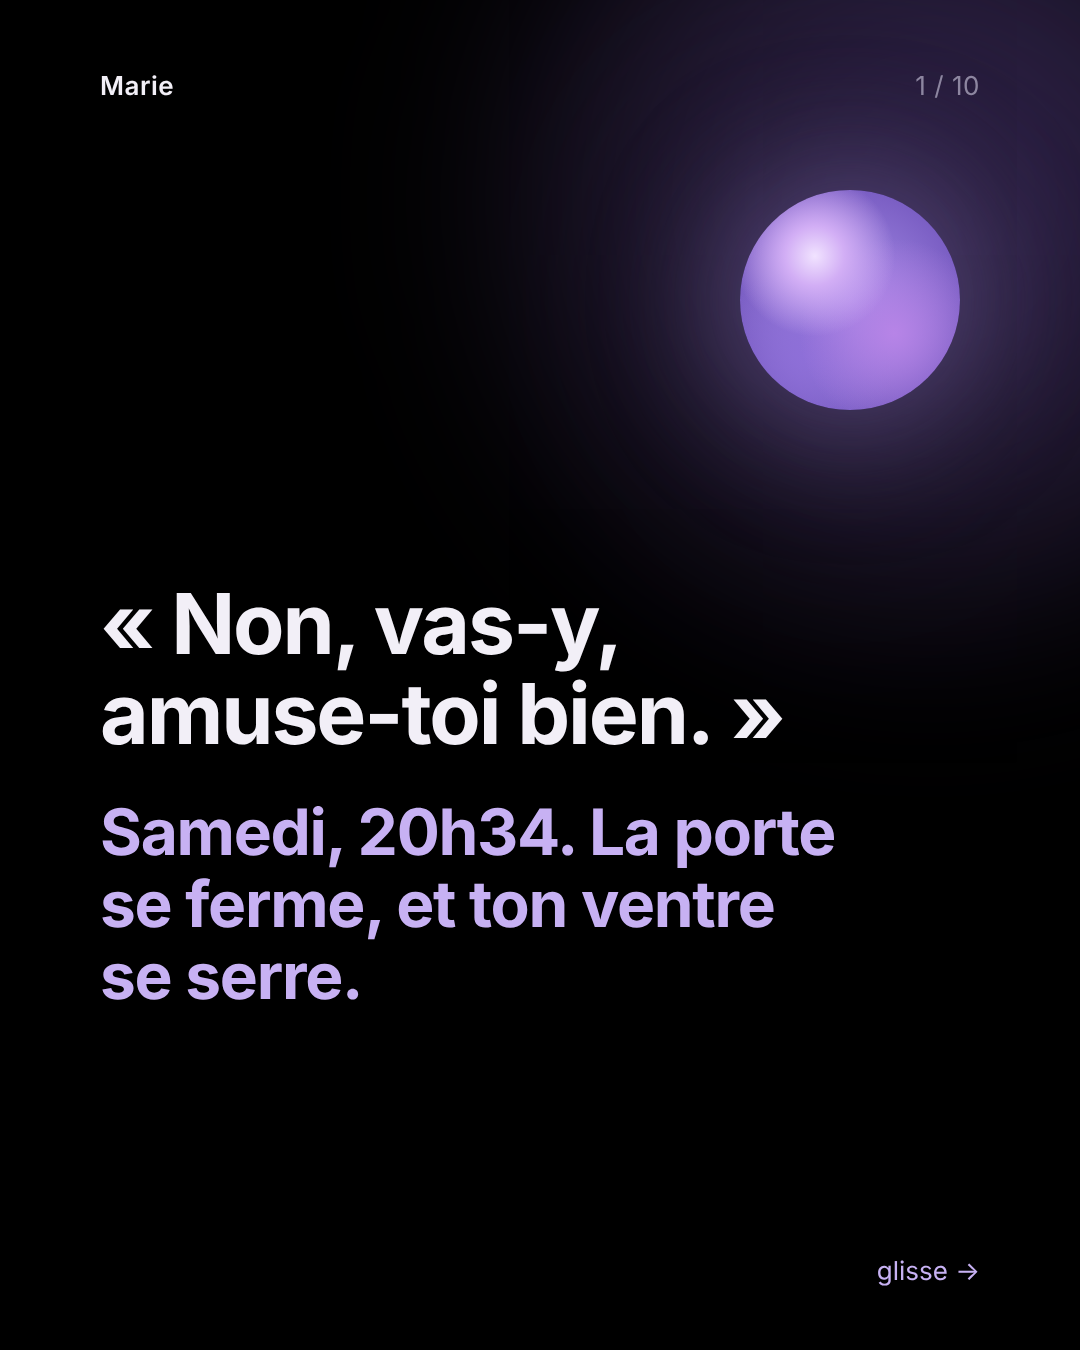 Marie
1 / 10
« Non, vas-y,
amuse-toi bien. »
Samedi, 20h34. La porte
se ferme, et ton ventre
se serre.
glisse →